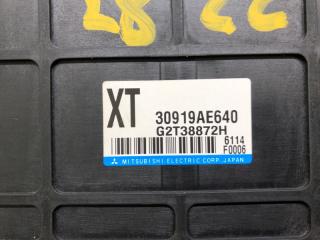 XT 30919AE640
G2T38872H
6114
F0006
MITSUBISHI ELECTRIC CORP. JAPAN